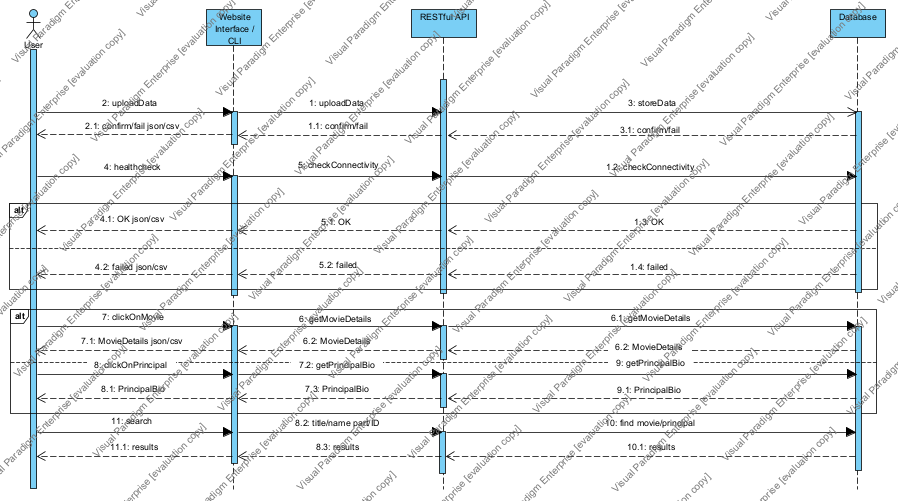 Website
Interface /
CLI
RESTful API
Database
User
2: uploadData
1: uploadData
3: storeData
2.1: confirm/fail json/csv
1.1: confirm/fail
3.1: confirm/fail
4: healthcheck
5: checkConnectivity
1.2: checkConnectivity
alt
4.1: OK json/csv
5.1: OK
1.3: OK
4.2: failed json/csv
5.2: failed
1.4: failed
alt
7: clickOnMovie
6: getMovieDetails
6.1: getMovieDetails
7.1: MovieDetails json/csv
6.2: MovieDetails
6.2: MovieDetails
8: clickOnPrincipal
7.2: getPrincipalBio
9: getPrincipalBio
8.1: PrincipalBio
7.3: PrincipalBio
9.1: PrincipalBio
11: search
8.2: title/name part/ID
10: find movie/principal
11.1: results
8.3: results
10.1: results
Visual Paradigm Enterprise [evaluation copy]